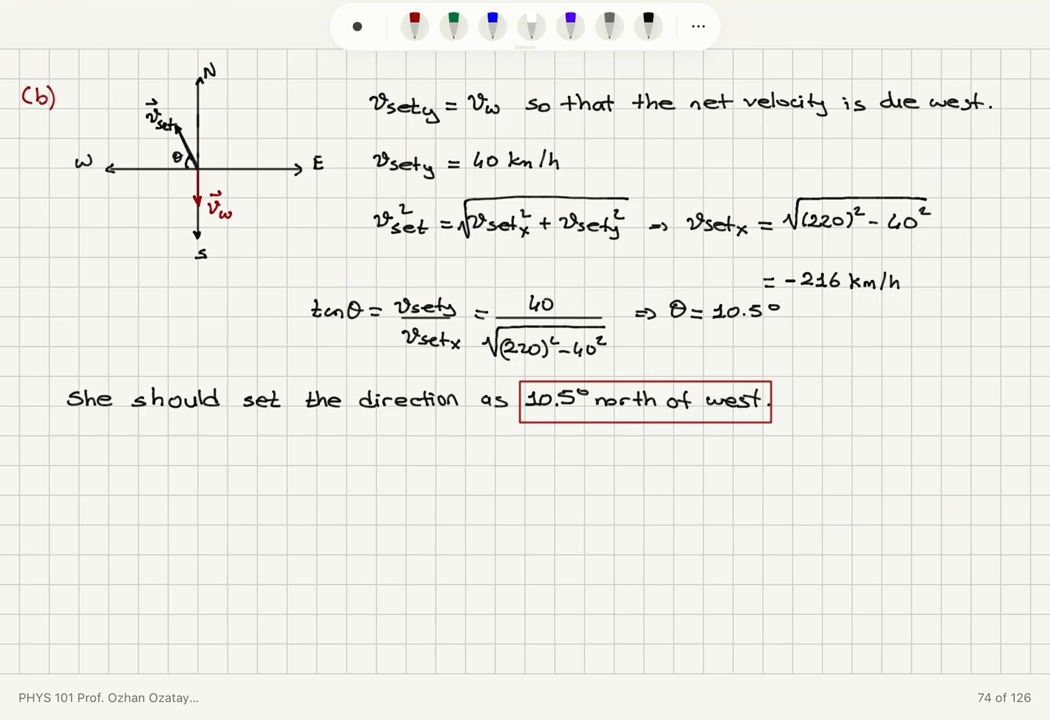 (b)
N
W
E
S
θ
v⃗set
v⃗w
vsety = vw so that the net velocity is due west.
vsety = 40 km/h
v²set = √(vsetx² + vsety²) ⇒ vsetx = √((220)² - 40²)
= -216 km/h
tanθ = vsety / vsetx = 40 / √((220)² - 40²) ⇒ θ = 10.5°
She should set the direction as 10.5° north of west.
PHYS 101 Prof. Ozhan Ozatay...
74 of 126